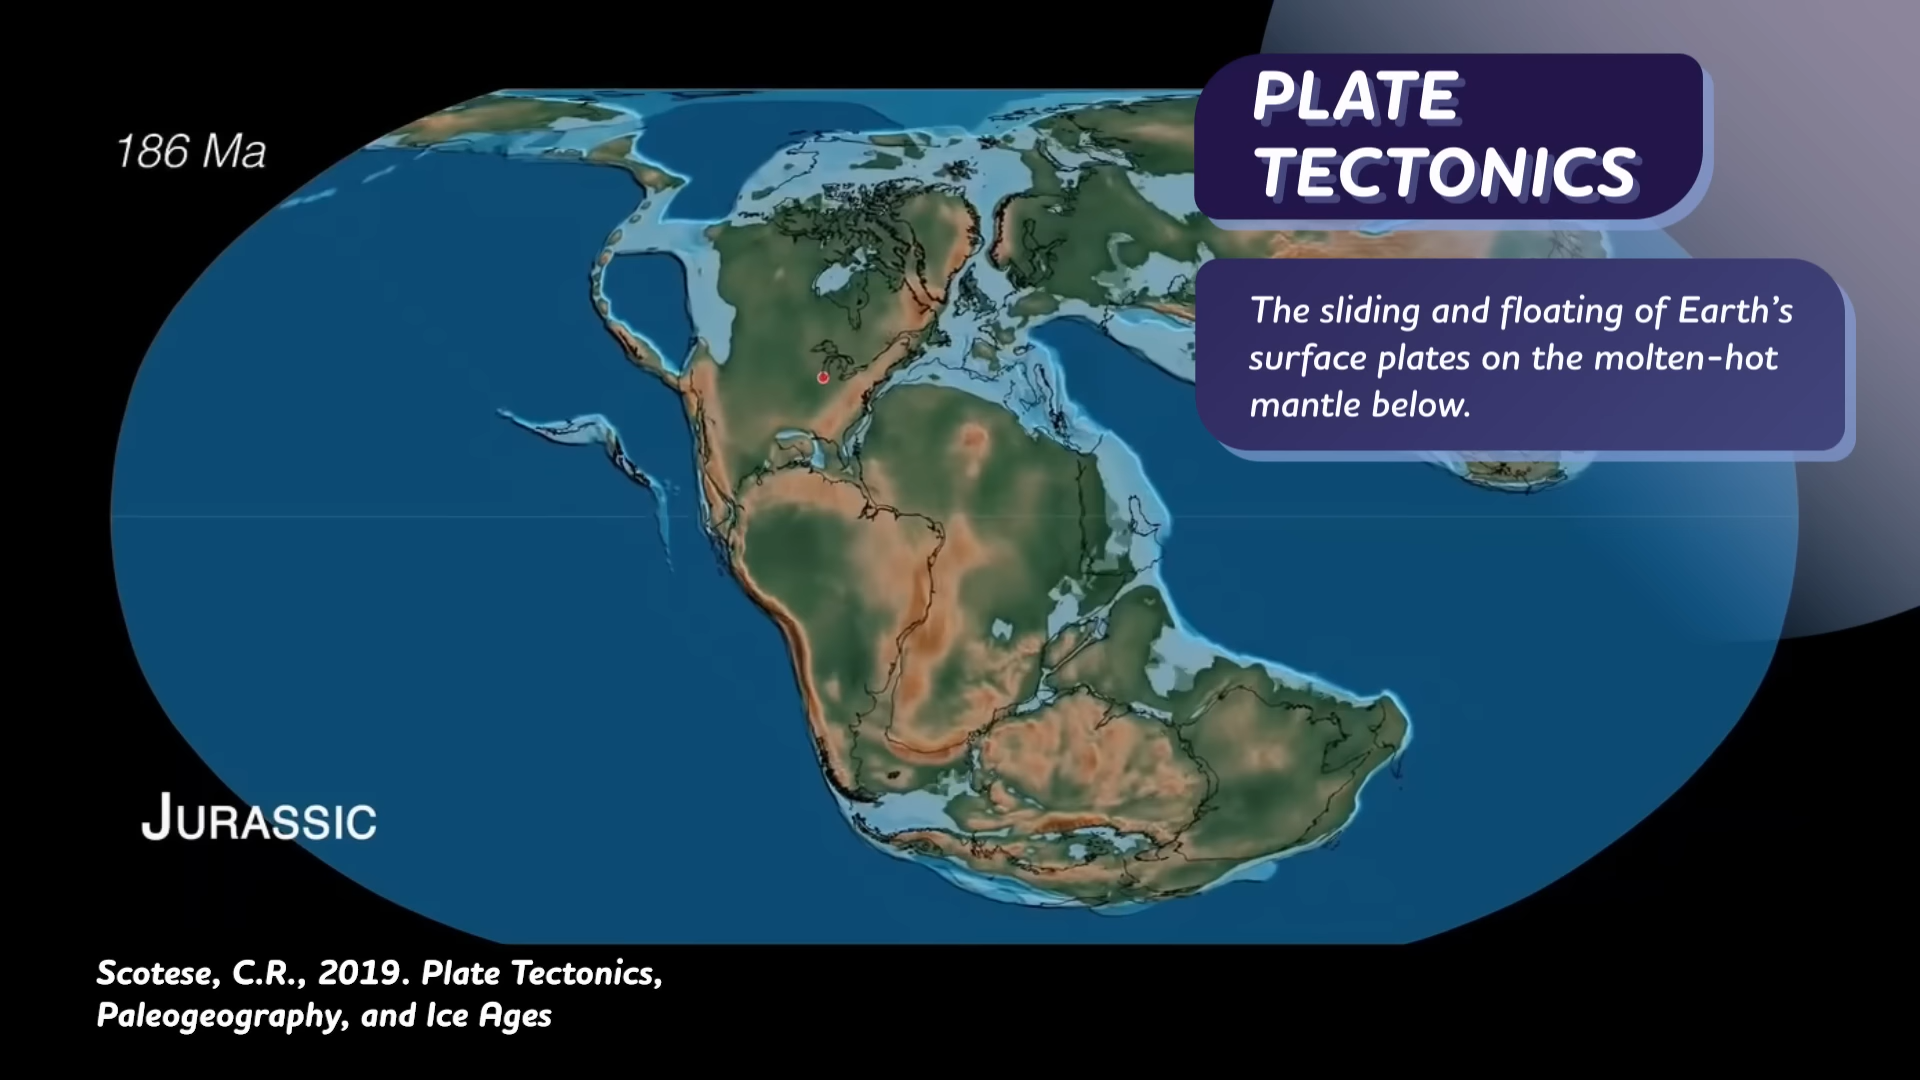 PLATE
TECTONICS
186 Ma
The sliding and floating of Earth's
surface plates on the molten-hot
mantle below.
JURASSIC
Scotese, C.R., 2019. Plate Tectonics,
Paleogeography, and Ice Ages